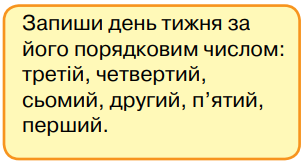 Запиши день тижня за
його порядковим числом:
третій, четвертий,
сьомий, другий, п’ятий,
перший.